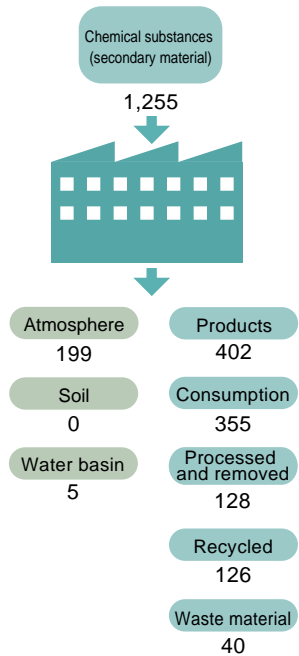 Chemical substances
(secondary material)
1,255
Atmosphere
199
Soil
0
Water basin
5
Products
402
Consumption
355
Processed
and removed
128
Recycled
126
Waste material
40